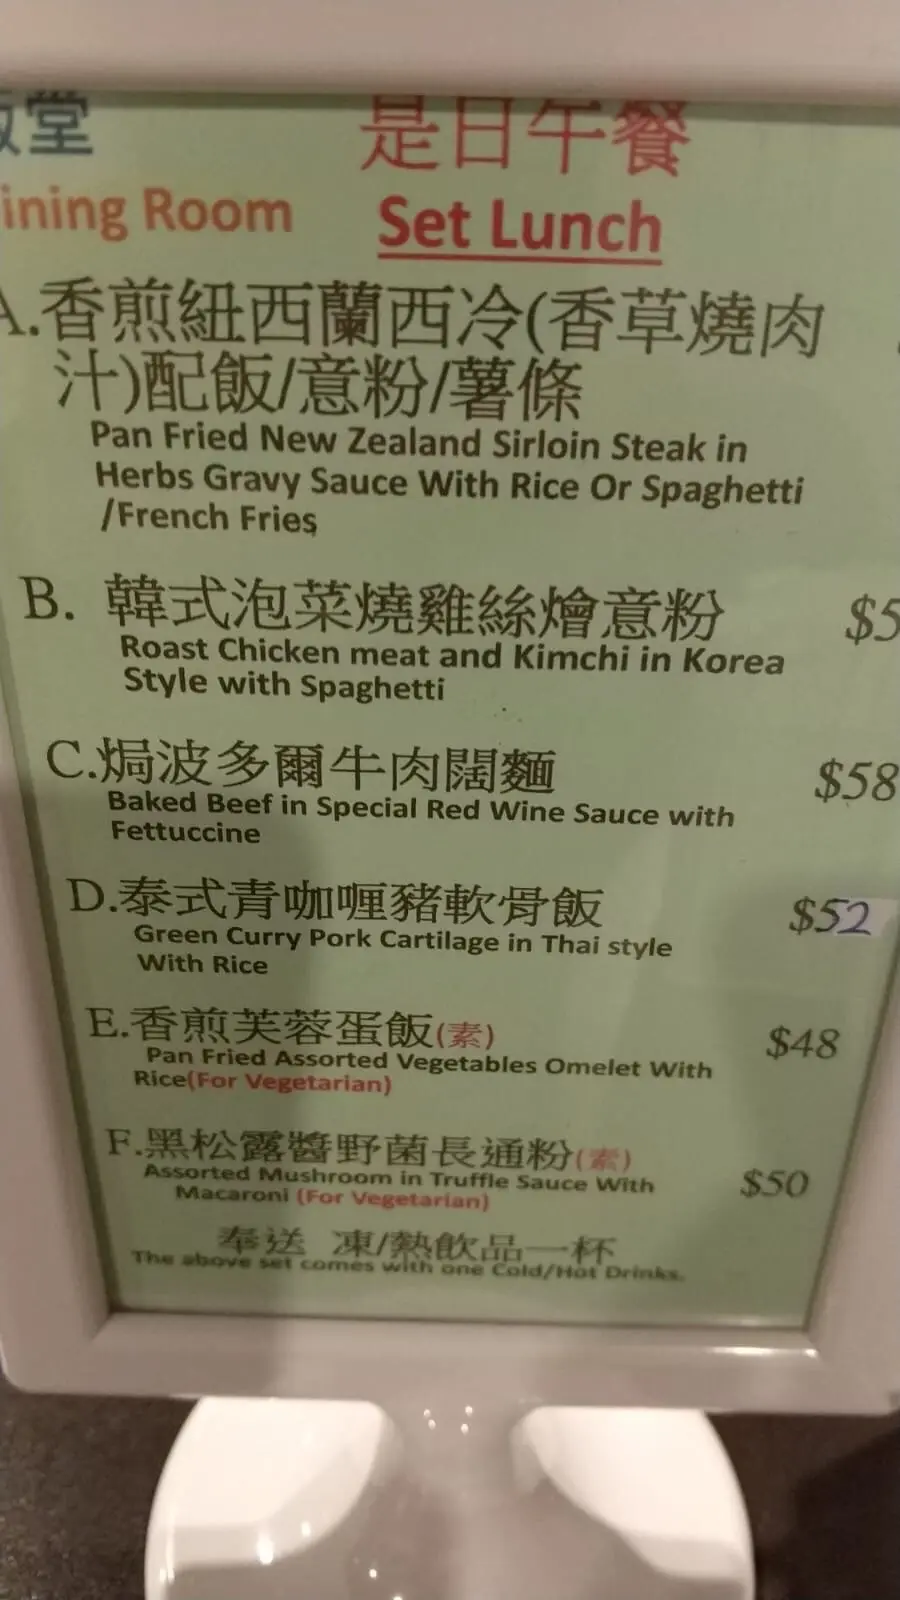 堂 是日午餐
ining Room Set Lunch
A.香煎紐西蘭西冷(香草燒肉
汁)配飯/意粉/薯條
Pan Fried New Zealand Sirloin Steak in
Herbs Gravy Sauce With Rice Or Spaghetti
/French Fries
B. 韓式泡菜燒雞絲燴意粉 $5
Roast Chicken meat and Kimchi in Korea
Style with Spaghetti
C.焗波多爾牛肉闊麵 $58
Baked Beef in Special Red Wine Sauce with
Fettuccine
D.泰式青咖喱豬軟骨飯 $52
Green Curry Pork Cartilage in Thai style
With Rice
E.香煎芙蓉蛋飯(素) $48
Pan Fried Assorted Vegetables Omelet With
Rice(For Vegetarian)
F.黑松露醬野菌長通粉(素) $50
Assorted Mushroom in Truffle Sauce With
Macaroni (For Vegetarian)
奉送 凍/熱飲品一杯
The above set comes with one Cold/Hot Drinks.